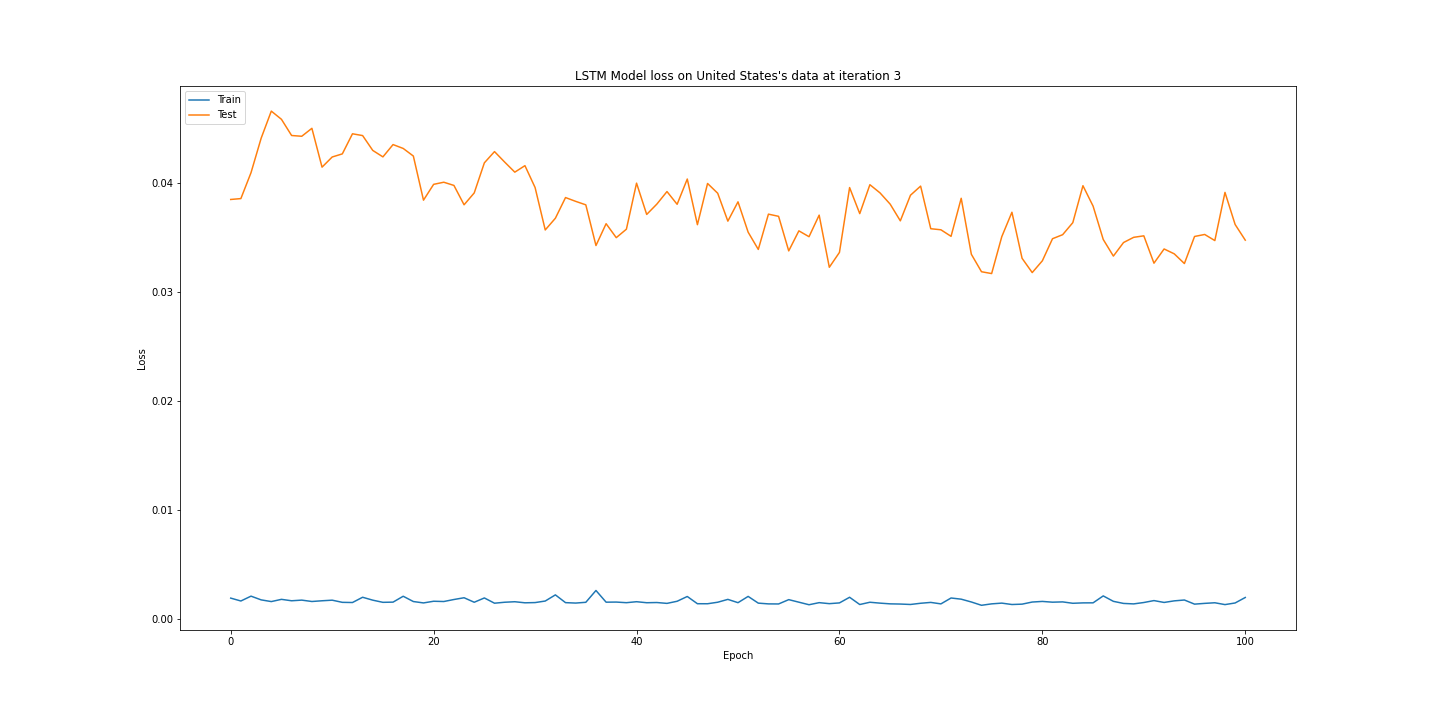 LSTM Model loss on United States's data at iteration 3
Train
Test
0.04
0.03
0.02
0.01
0.00
Loss
0 20 40 60 80 100
Epoch